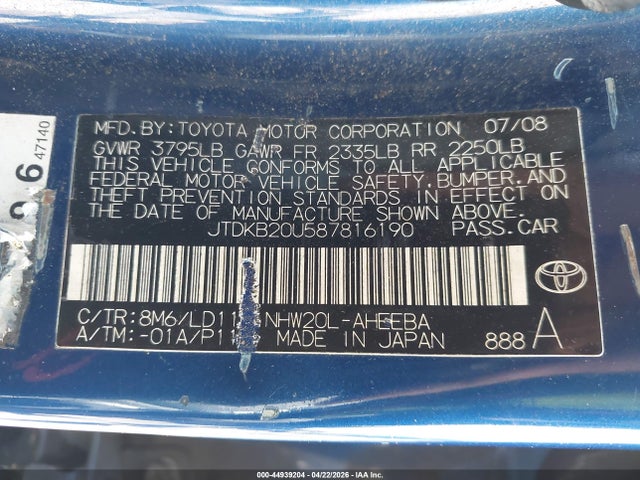 MFD.BY:TOYOTA MOTOR CORPORATION 07/08
GVWR 3795LB GAWR FR 2335LB RR 2250LB
THIS VEHICLE CONFORMS TO ALL APPLICABLE
FEDERAL MOTOR VEHICLE SAFETY,BUMPER,AND
THEFT PREVENTION STANDARDS IN EFFECT ON
THE DATE OF MANUFACTURE SHOWN ABOVE.
JTDKB20U587816190 PASS.CAR
C/TR:8M6/LD11 NHW20L-AHEEBA
A/TM:-01A/P11 MADE IN JAPAN 888 A
TOYOTA
6
47140
000-44939204 - 04/22/2026 - IAA, Inc.